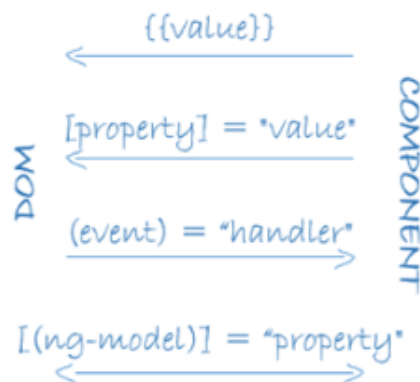 {{value}}
[property] = "value"
(event) = "handler"
[(ng-model)] = "property"
DOM
COMPONENT